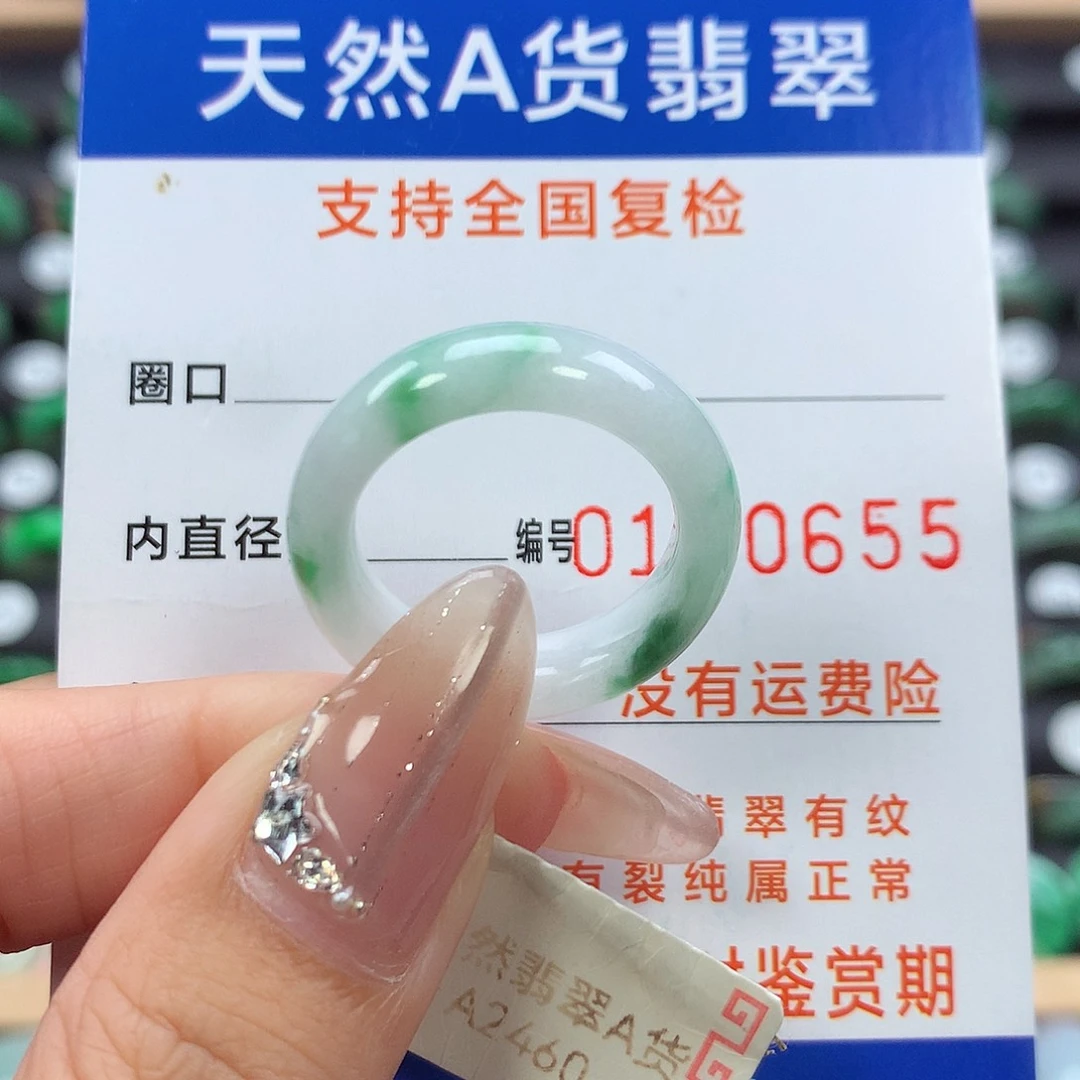 天然A货翡翠
支持全国复检
圈口
内直径
编号01 0655
没有运费险
翡翠有纹
有裂纯属正常
鉴赏期
然翡翠A货
A2460